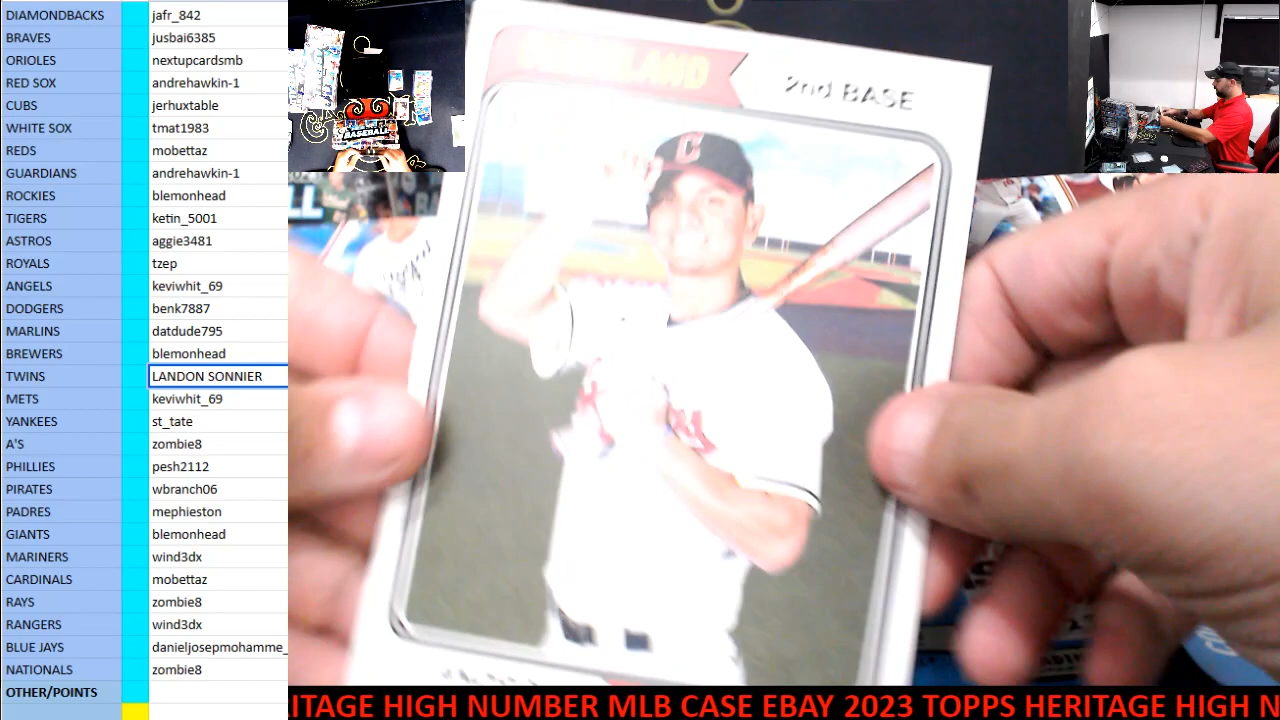 DIAMONDBACKS jafr_842
BRAVES jusbai6385
ORIOLES nextupcardsmb
RED SOX andrehawkin-1
CUBS jerhuxtable
WHITE SOX tmat1983
REDS mobettaz
GUARDIANS andrehawkin-1
ROCKIES blemonhead
TIGERS ketin_5001
ASTROS aggie3481
ROYALS tzep
ANGELS keviwhit_69
DODGERS benk7887
MARLINS datdude795
BREWERS blemonhead
TWINS LANDON SONNIER
METS keviwhit_69
YANKEES st_tate
A'S zombie8
PHILLIES pesh2112
PIRATES wbranch06
PADRES mephieston
GIANTS blemonhead
MARINERS wind3dx
CARDINALS mobettaz
RAYS zombie8
RANGERS wind3dx
BLUE JAYS danieljosepmohamme_
NATIONALS zombie8
OTHER/POINTS
BASEBALL
2nd BASE
C
ITAGE HIGH NUMBER MLB CASE EBAY 2023 TOPPS HERITAGE HIGH N